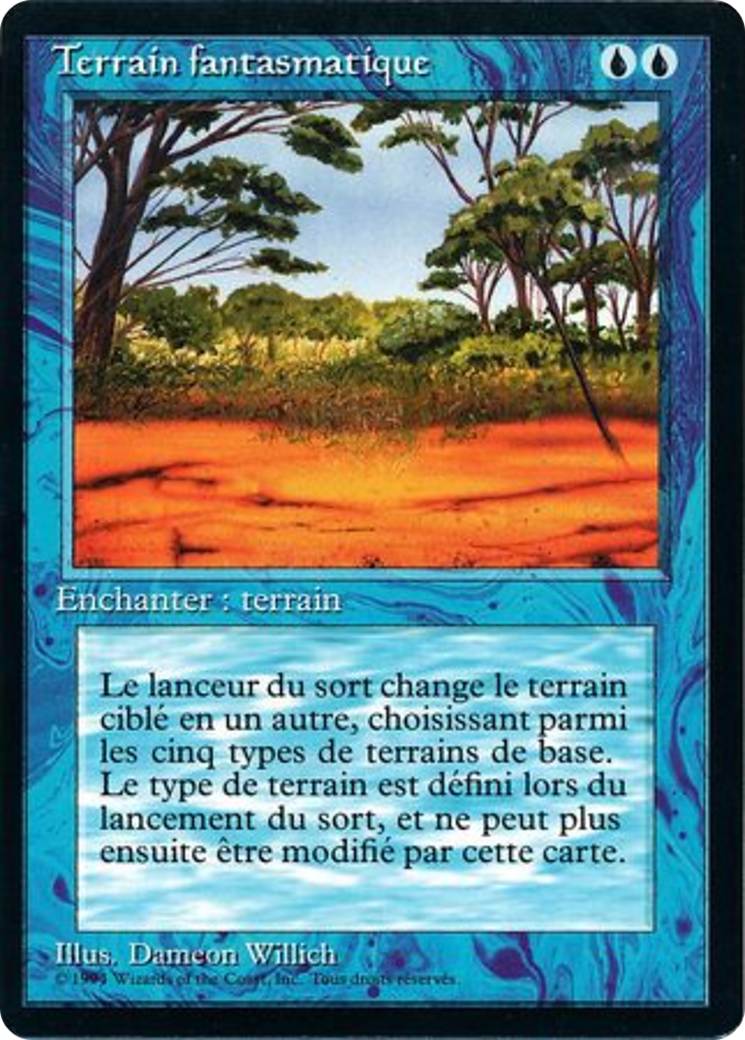 Terrain fantasmatique
Enchanter : terrain
Le lanceur du sort change le terrain
ciblé en un autre, choisissant parmi
les cinq types de terrains de base.
Le type de terrain est défini lors du
lancement du sort, et ne peut plus
ensuite être modifié par cette carte.
Illus. Dameon Willich
© 1994 Wizards of the Coast, Inc. Tous droits réservés.